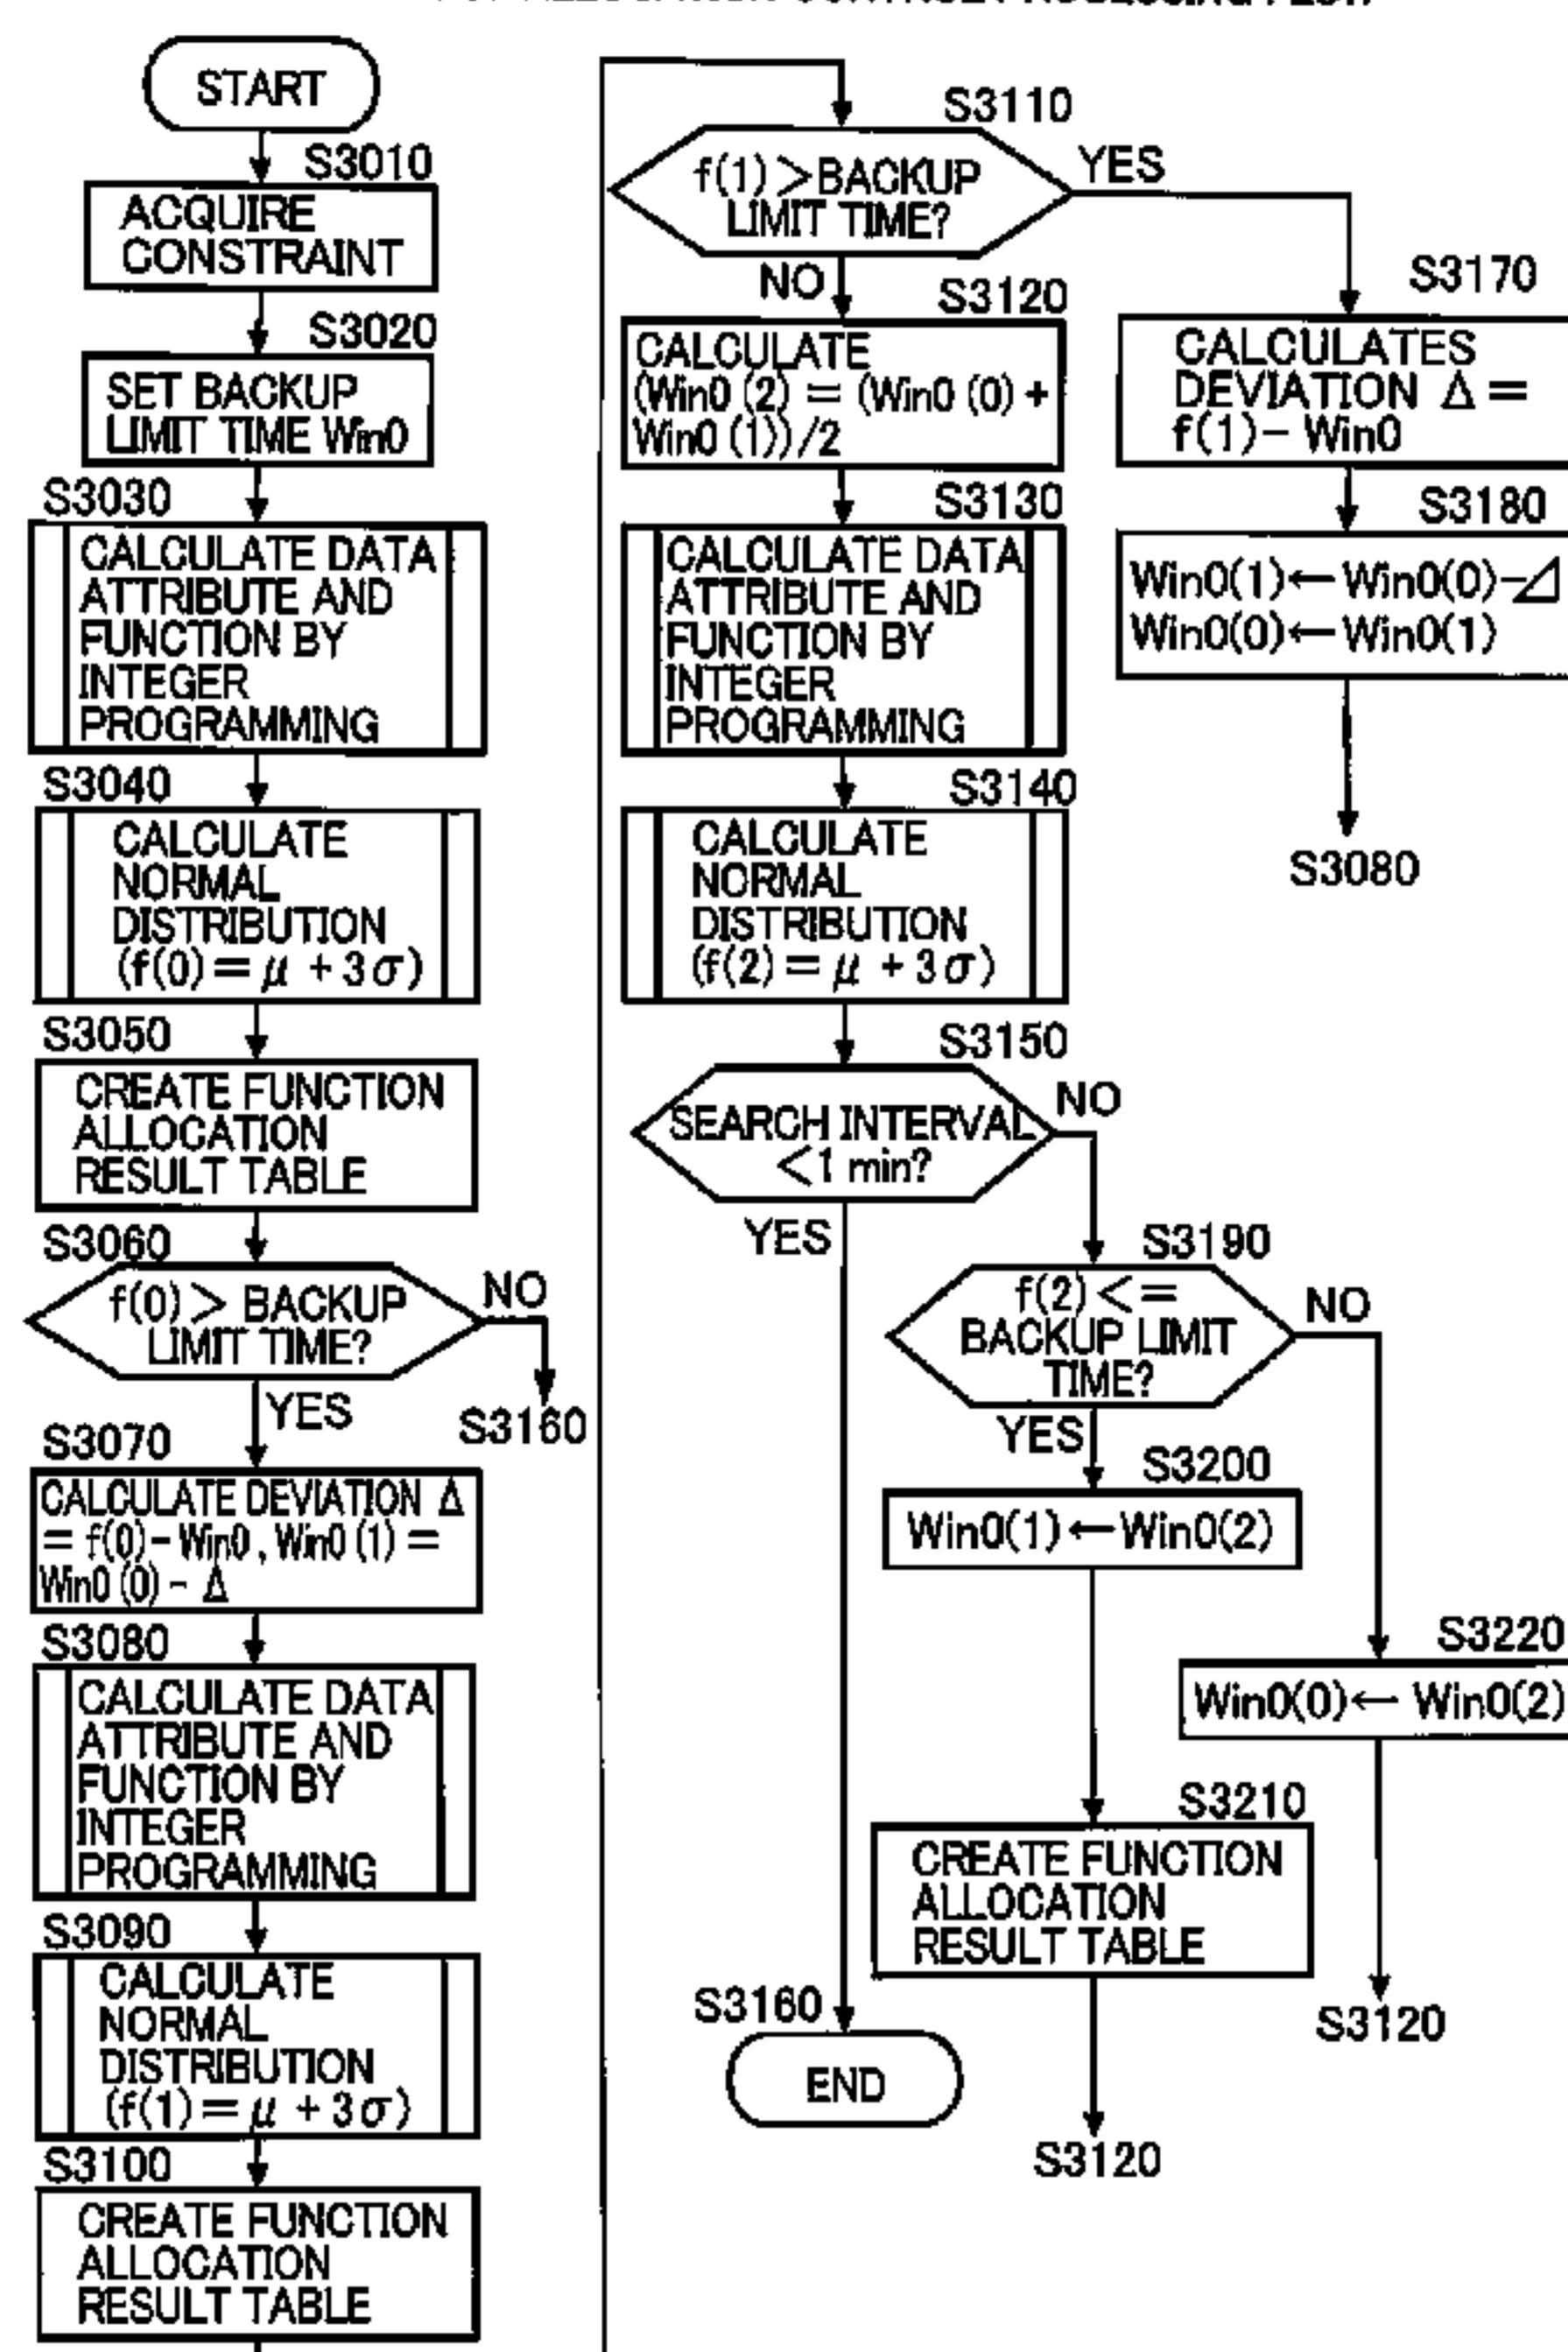 START
S3010
ACQUIRE
CONSTRAINT
S3020
SET BACKUP
LIMIT TIME Win0
S3030
CALCULATE DATA
ATTRIBUTE AND
FUNCTION BY
INTEGER
PROGRAMMING
S3040
CALCULATE
NORMAL
DISTRIBUTION
(f(0) = μ + 3σ)
S3050
CREATE FUNCTION
ALLOCATION
RESULT TABLE
S3060
f(0) > BACKUP
LIMIT TIME?
NO
S3160
YES
S3070
CALCULATE DEVIATION Δ
= f(0) - Win0 , Win0 (1) =
Win0 (0) - Δ
S3080
CALCULATE DATA
ATTRIBUTE AND
FUNCTION BY
INTEGER
PROGRAMMING
S3090
CALCULATE
NORMAL
DISTRIBUTION
(f(1) = μ + 3σ)
S3100
CREATE FUNCTION
ALLOCATION
RESULT TABLE
S3110
f(1) > BACKUP
LIMIT TIME?
YES
NO
S3120
CALCULATE
(Win0 (2) = (Win0 (0) +
Win0 (1))/2
S3130
CALCULATE DATA
ATTRIBUTE AND
FUNCTION BY
INTEGER
PROGRAMMING
S3140
CALCULATE
NORMAL
DISTRIBUTION
(f(2) = μ + 3σ)
S3150
SEARCH INTERVAL
<1 min?
NO
YES
S3160
END
S3170
CALCULATES
DEVIATION Δ =
f(1) - Win0
S3180
Win0(1)← Win0(0)-⊿
Win0(0)← Win0(1)
S3080
S3190
f(2) < =
BACKUP LIMIT
TIME?
NO
YES
S3200
Win0(1)←Win0(2)
S3210
CREATE FUNCTION
ALLOCATION
RESULT TABLE
S3120
S3220
Win0(0)← Win0(2)
S3120